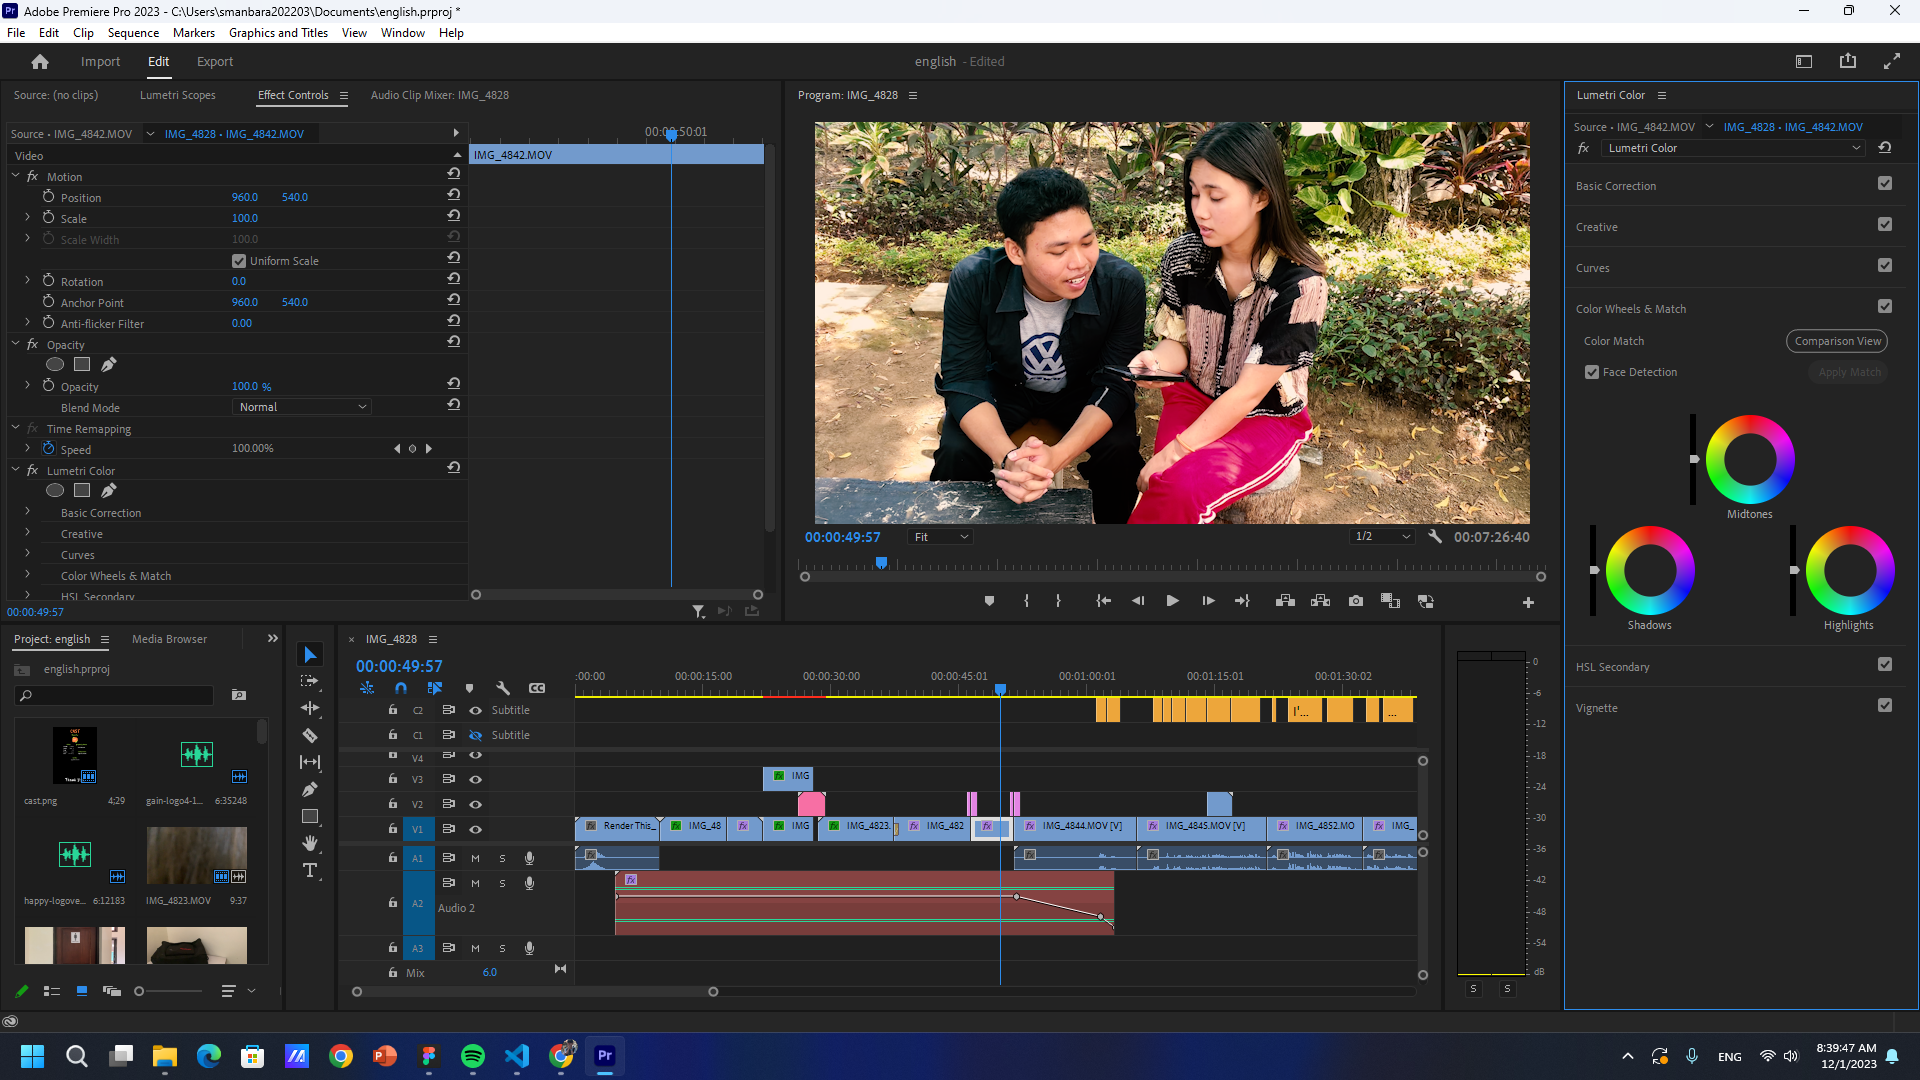 Adobe Premiere Pro 2023 - C:\Users\smanbara202203\Documents\english.prproj *
File Edit Clip Sequence Markers Graphics and Titles View Window Help
Import Edit Export
english - Edited
Source: (no clips) Lumetri Scopes Effect Controls Audio Clip Mixer: IMG_4828
Source • IMG_4842.MOV IMG_4828 • IMG_4842.MOV
Video
Motion
Position 960.0 540.0
Scale 100.0
Scale Width 100.0
Uniform Scale
Rotation 0.0
Anchor Point 960.0 540.0
Anti-flicker Filter 0.00
Opacity
Opacity 100.0 %
Blend Mode Normal
Time Remapping
Speed 100.00%
Lumetri Color
Basic Correction
Creative
Curves
Color Wheels & Match
HSL Secondary
00:00:49:57
IMG_4842.MOV
Program: IMG_4828
00:00:49:57 Fit 1/2 00:07:26:40
Lumetri Color
Source • IMG_4842.MOV IMG_4828 • IMG_4842.MOV
fx Lumetri Color
Basic Correction
Creative
Curves
Color Wheels & Match
Color Match Comparison View
Face Detection Apply Match
Midtones
Shadows Highlights
HSL Secondary
Vignette
Project: english Media Browser
english.prproj
cast.png 4;29
gain-logo4-1... 6:35248
happy-logove... 6:12183
IMG_4823.MOV 9:37
IMG_4828
00:00:49:57
:00:00 00:00:15:00 00:00:30:00 00:00:45:01 00:01:00:01 00:01:15:01 00:01:30:02
C2 Subtitle I'... ...
C1 Subtitle
V4
V3 IMG
V2
V1 Render This_ IMG_48 IMG IMG_4823. IMG_482 IMG_4844.MOV [V] IMG_4845.MOV [V] IMG_4852.MO IMG_
A1 M S
A2 M S
Audio 2
A3 M S
Mix 6.0
0
-6
-12
-18
-24
-30
-36
-42
-48
-54
dB
S S
ENG
8:39:47 AM
12/1/2023